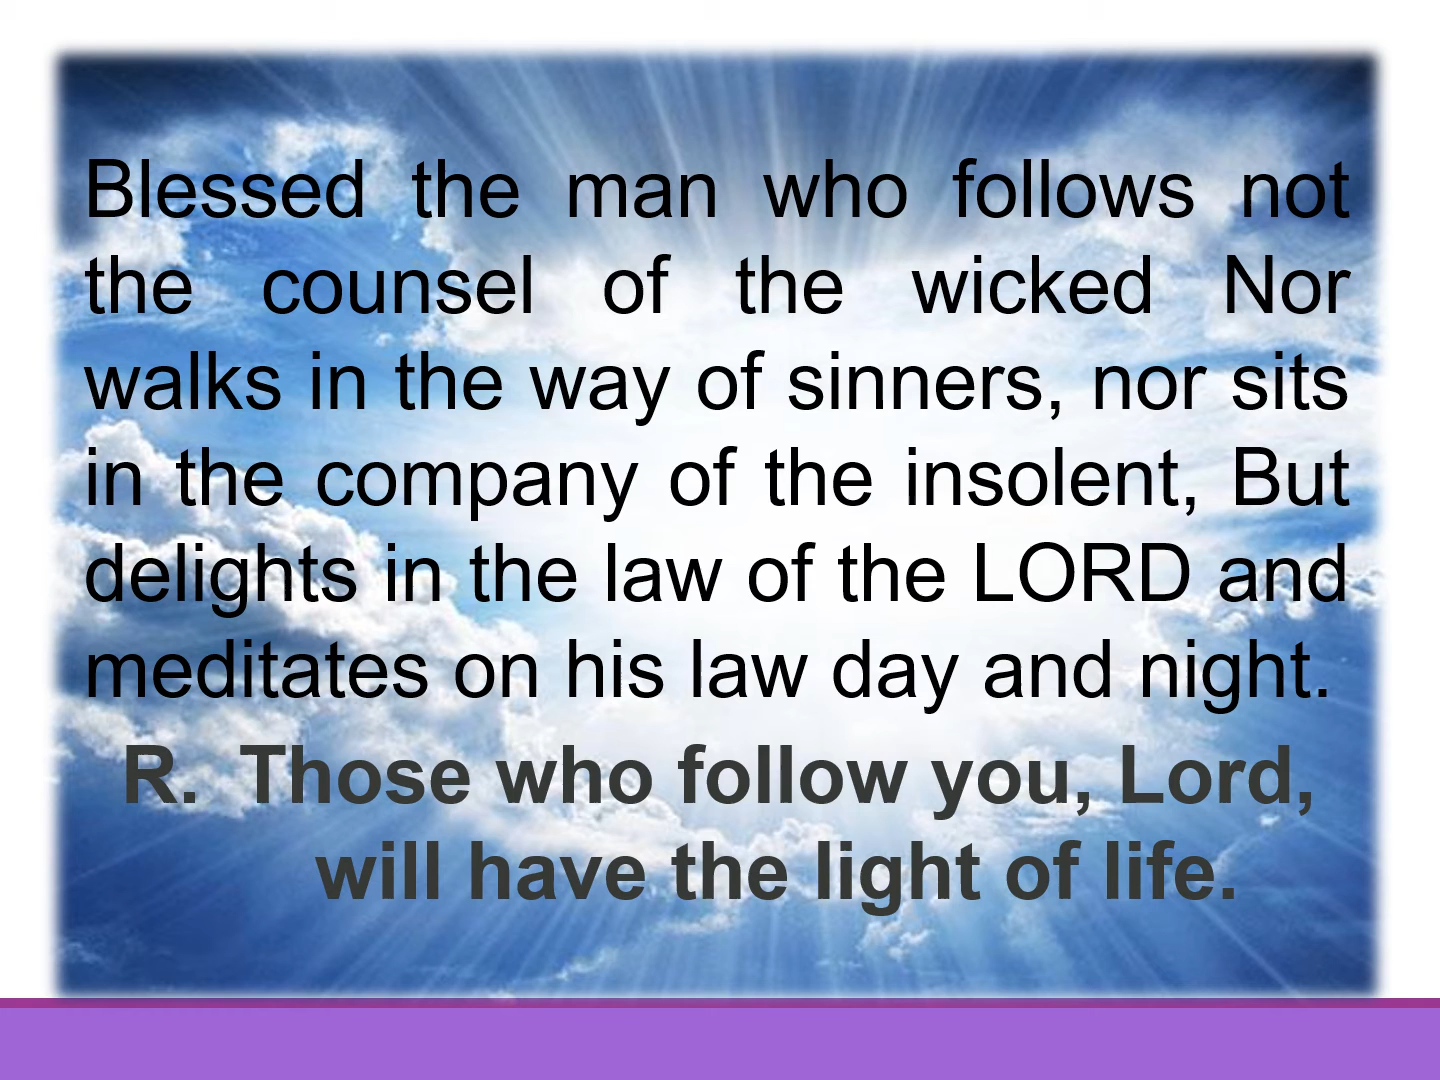 Blessed the man who follows not
the counsel of the wicked Nor
walks in the way of sinners, nor sits
in the company of the insolent, But
delights in the law of the LORD and
meditates on his law day and night.
R. Those who follow you, Lord,
will have the light of life.